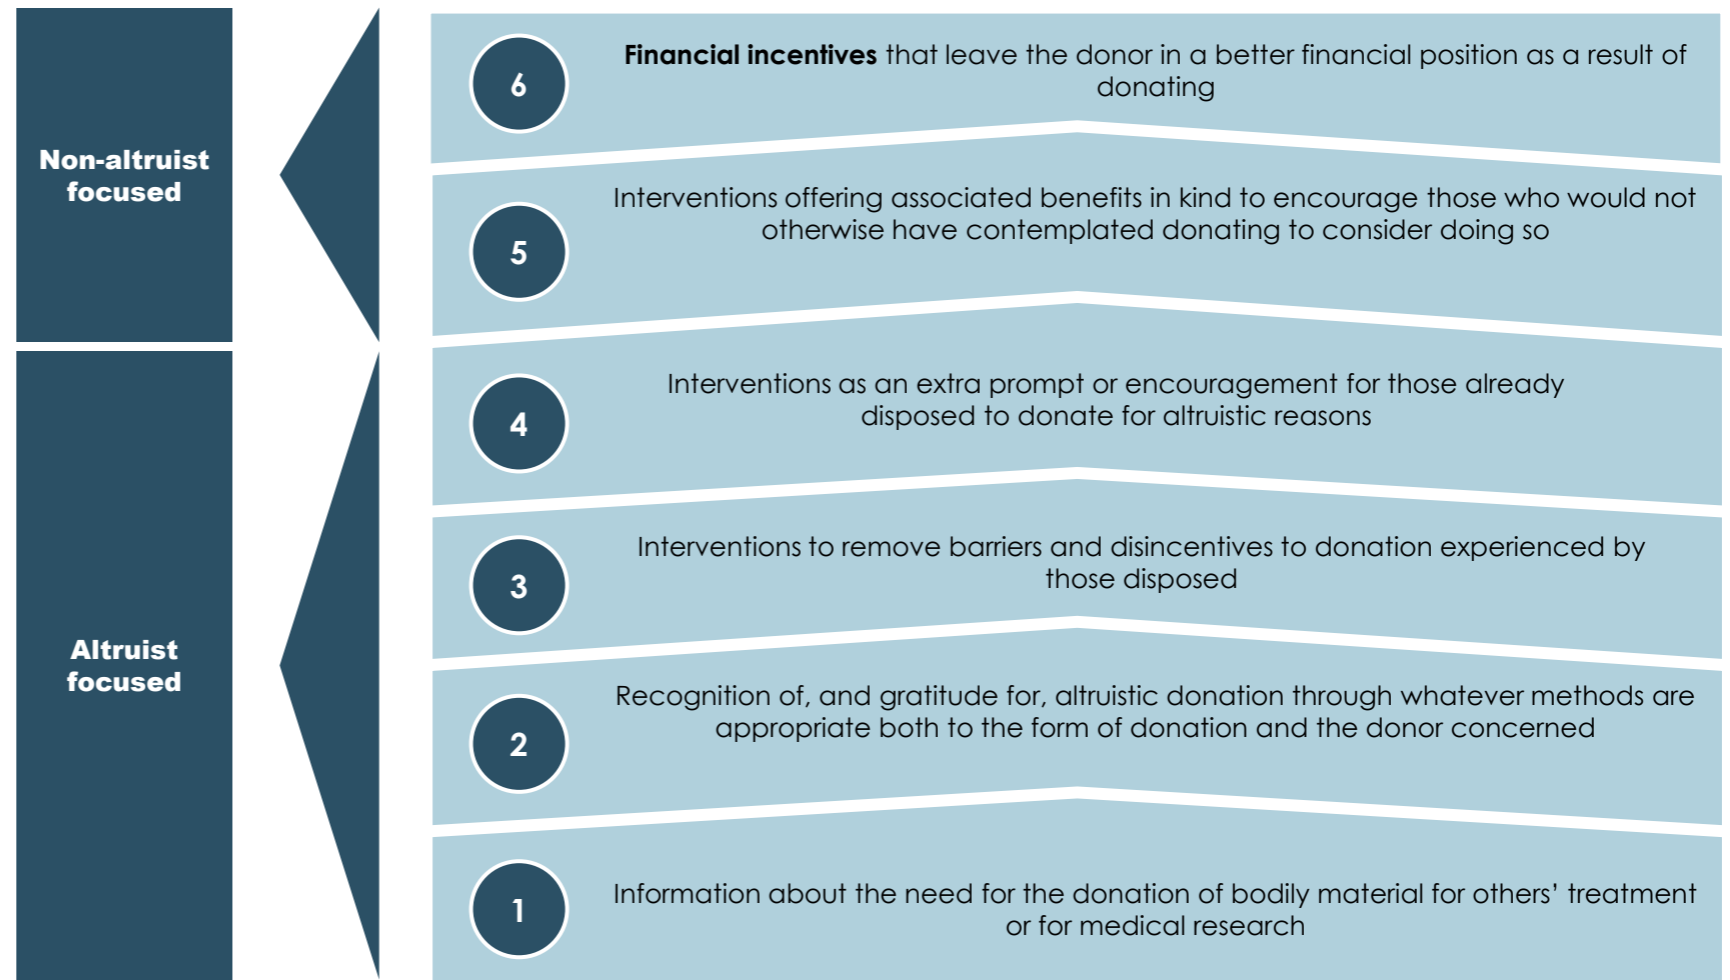 Non-altruist
focused
6
Financial incentives that leave the donor in a better financial position as a result of
donating
5
Interventions offering associated benefits in kind to encourage those who would not
otherwise have contemplated donating to consider doing so
Altruist
focused
4
Interventions as an extra prompt or encouragement for those already
disposed to donate for altruistic reasons
3
Interventions to remove barriers and disincentives to donation experienced by
those disposed
2
Recognition of, and gratitude for, altruistic donation through whatever methods are
appropriate both to the form of donation and the donor concerned
1
Information about the need for the donation of bodily material for others’ treatment
or for medical research